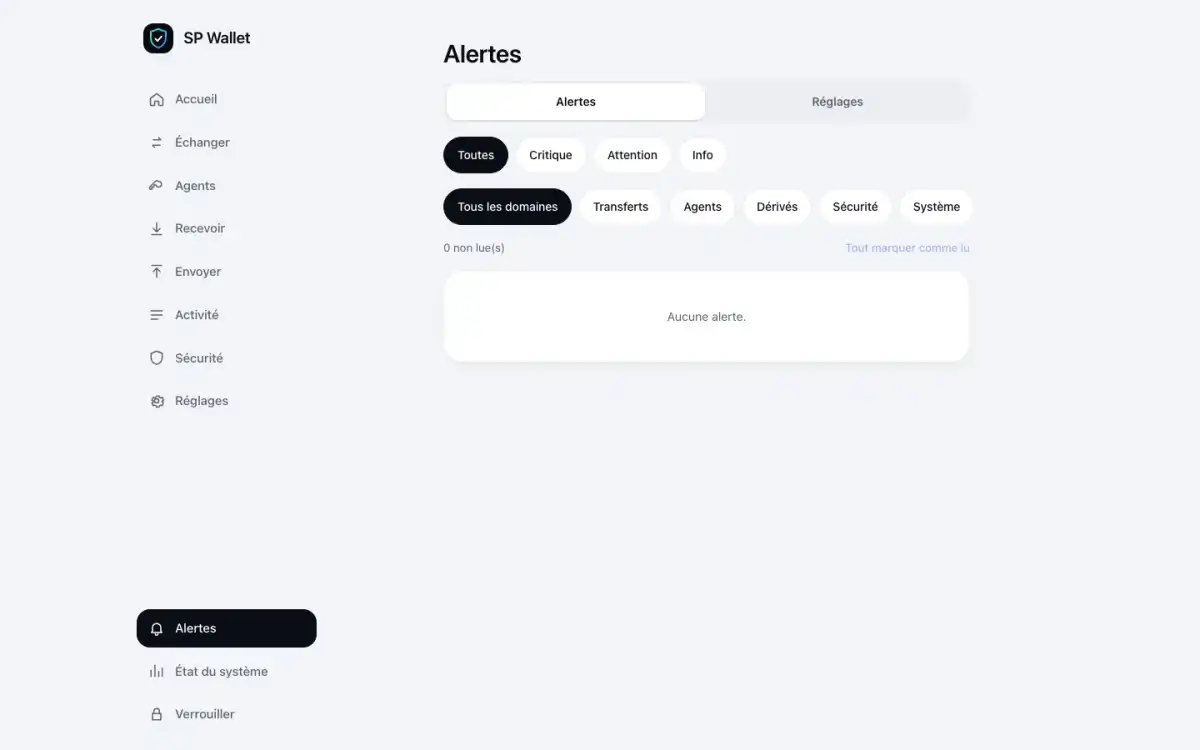 SP Wallet
Accueil
Échanger
Agents
Recevoir
Envoyer
Activité
Sécurité
Réglages
Alertes
État du système
Verrouiller
Alertes
Alertes Réglages
Toutes Critique Attention Info
Tous les domaines Transferts Agents Dérivés Sécurité Système
0 non lue(s) Tout marquer comme lu
Aucune alerte.